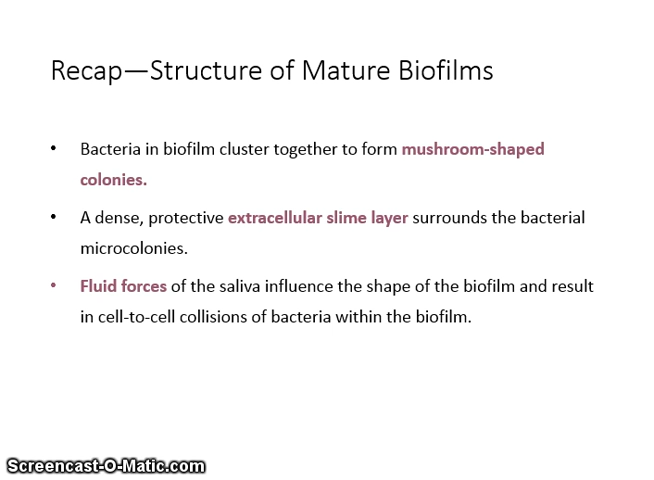 Recap—Structure of Mature Biofilms
• Bacteria in biofilm cluster together to form mushroom-shaped
colonies.
• A dense, protective extracellular slime layer surrounds the bacterial
microcolonies.
• Fluid forces of the saliva influence the shape of the biofilm and result
in cell-to-cell collisions of bacteria within the biofilm.
Screencast-O-Matic.com